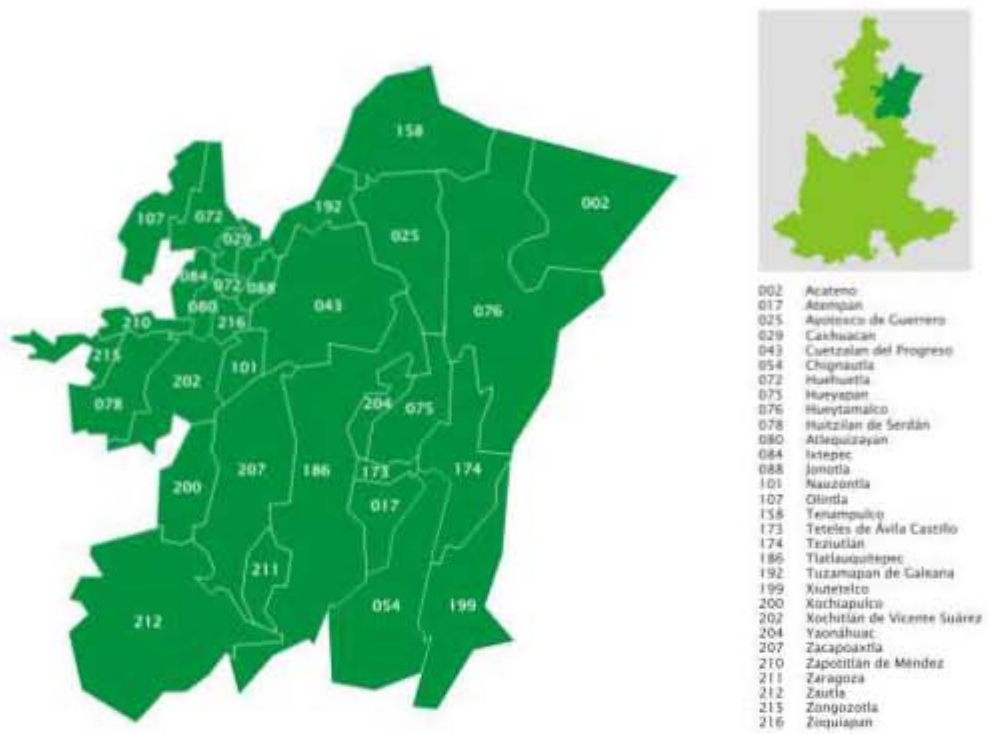 158
002
192
107
072
029
025
084
072
088
080
043
076
210
216
215
101
202
078
204
075
207
186
173
174
200
017
211
054
199
212
002 Acateno
017 Atempan
025 Ayotoxco de Guerrero
029 Caxhuacan
043 Cuetzalan del Progreso
054 Chignautla
072 Huehuetla
075 Hueyapan
076 Hueytamalco
078 Huitzilan de Serdán
080 Atlequizayan
084 Ixtepec
088 Jonotla
101 Nauzontla
107 Olintla
158 Tenampulco
173 Teteles de Ávila Castillo
174 Teziutlán
186 Tlatlauquitepec
192 Tuzamapan de Galeana
199 Xiutetelco
200 Xochiapulco
202 Xochitlán de Vicente Suárez
204 Yaonáhuac
207 Zacapoaxtla
210 Zapotitlán de Méndez
211 Zaragoza
212 Zautla
215 Zongozotla
216 Zoquiapan